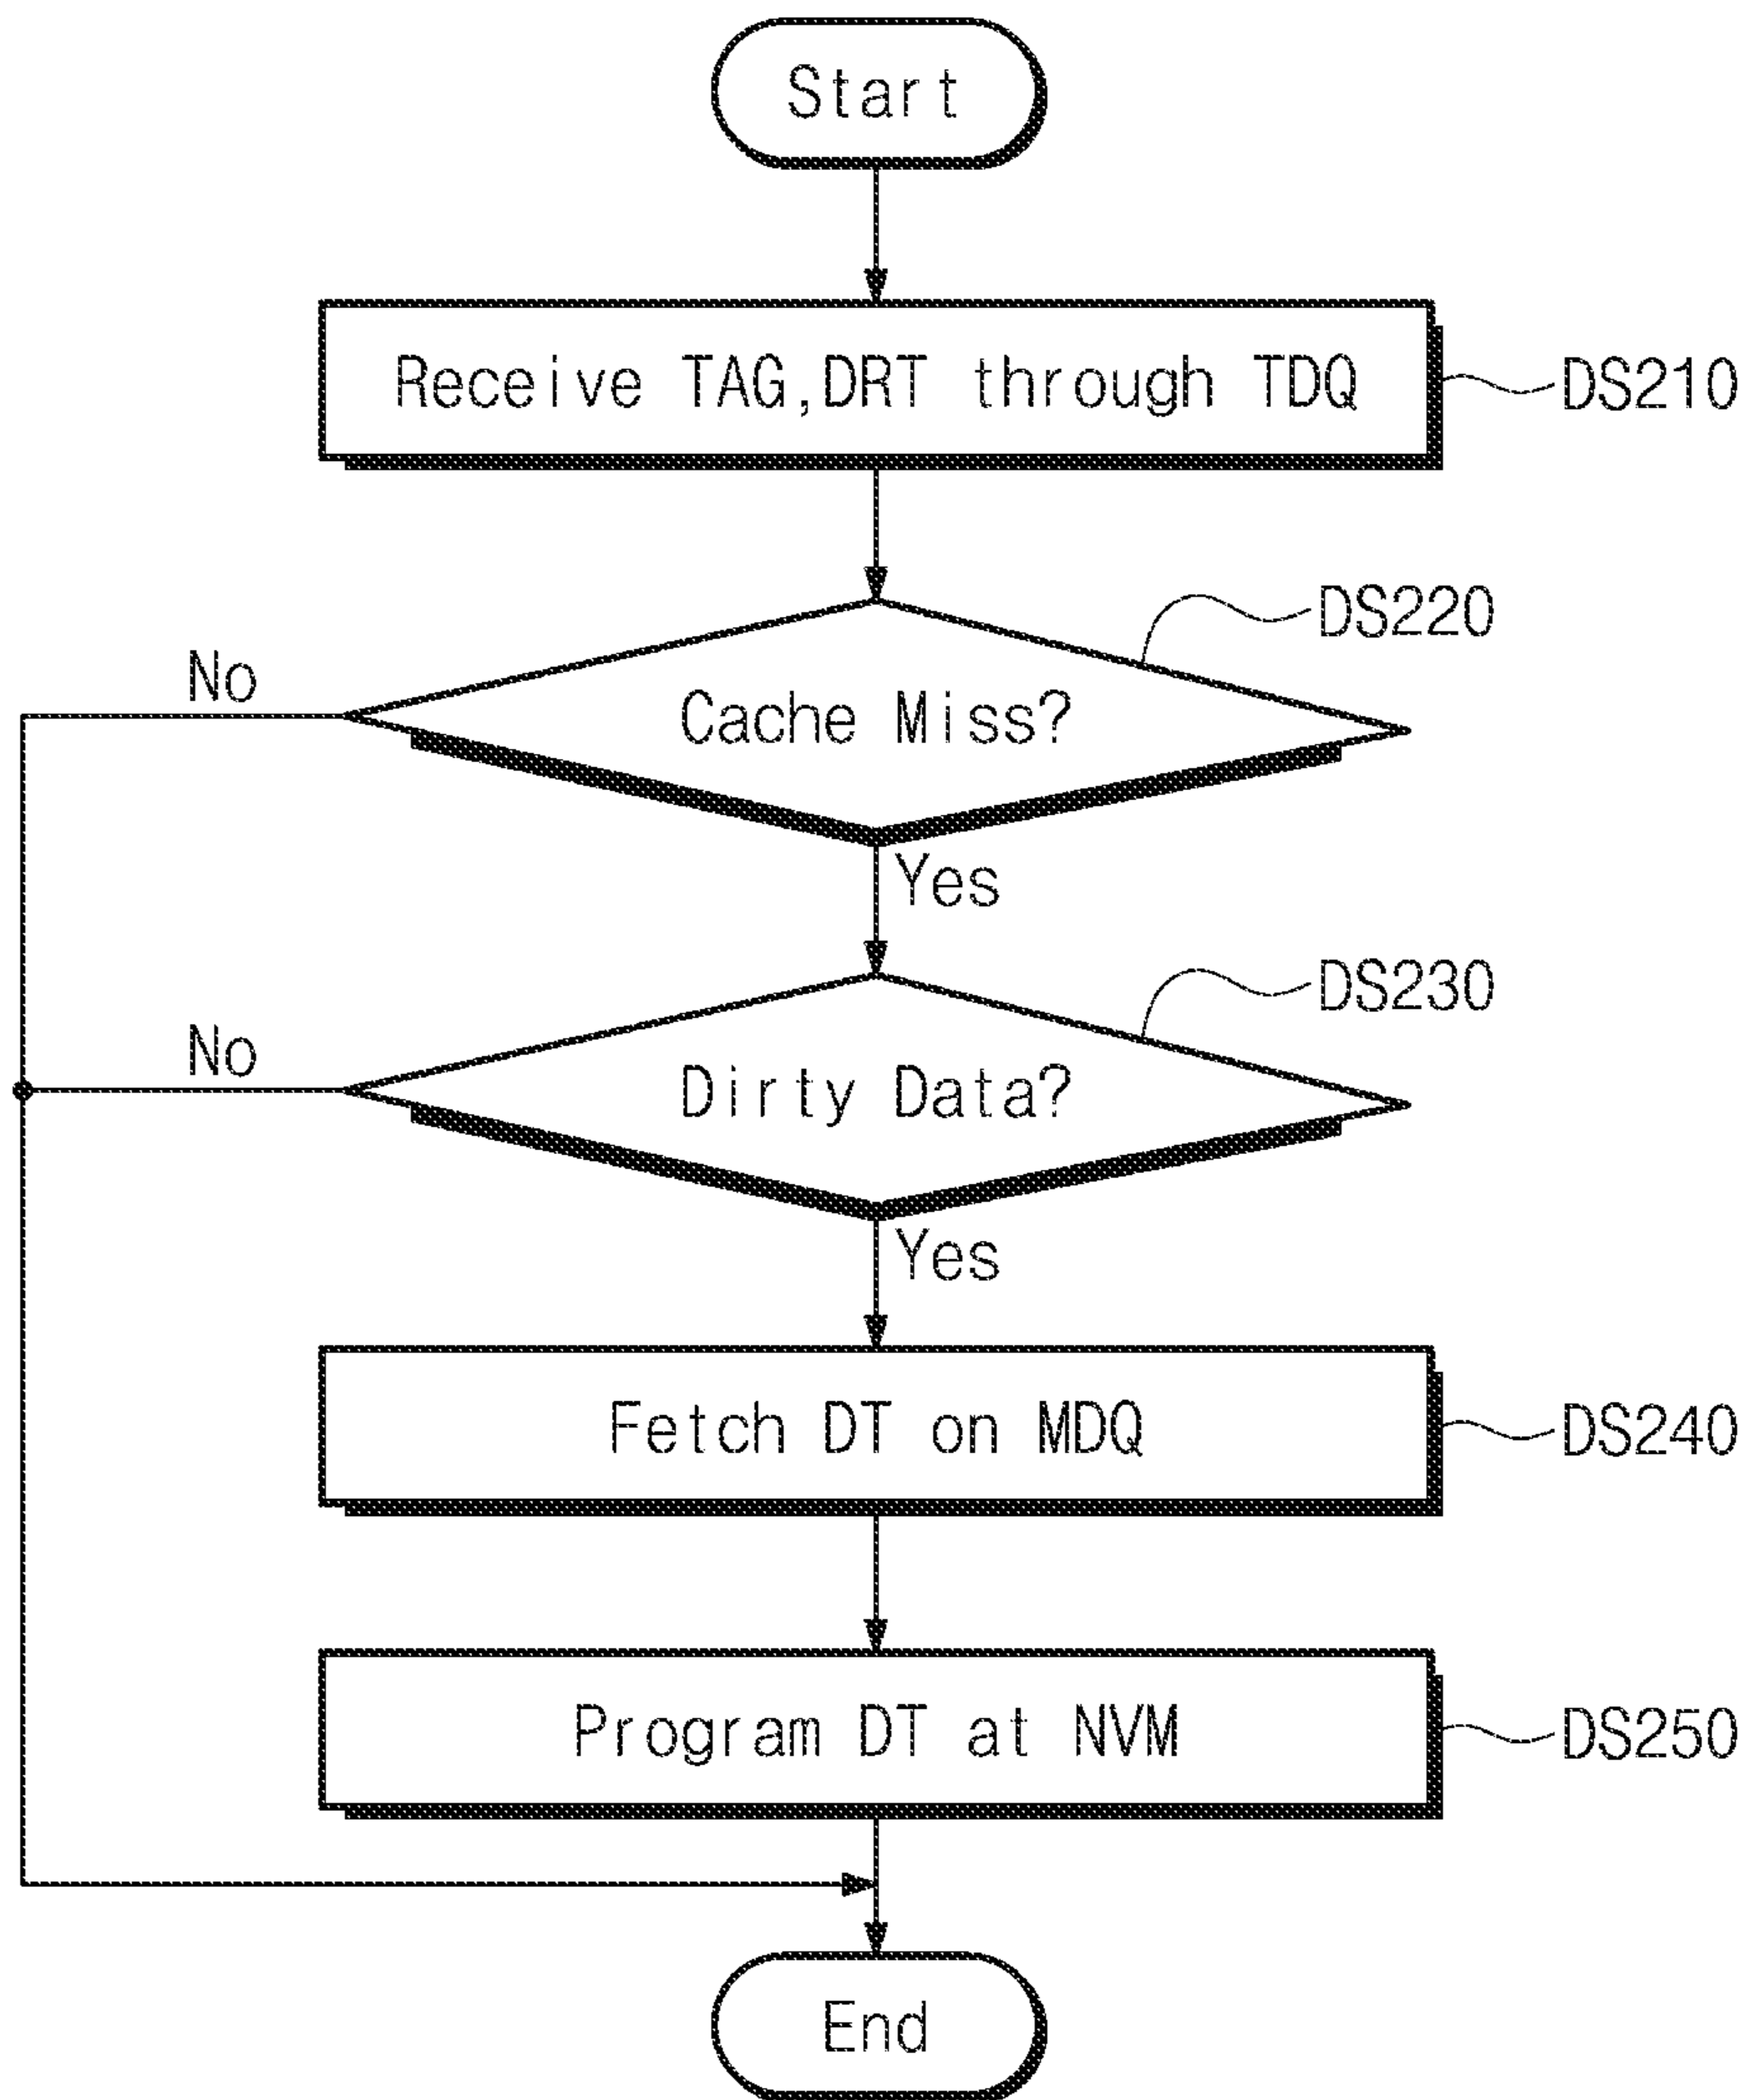 Start
Receive TAG,DRT through TDQ
DS210
DS220
No
Cache Miss?
Yes
DS230
No
Dirty Data?
Yes
Fetch DT on MDQ
DS240
Program DT at NVM
DS250
End